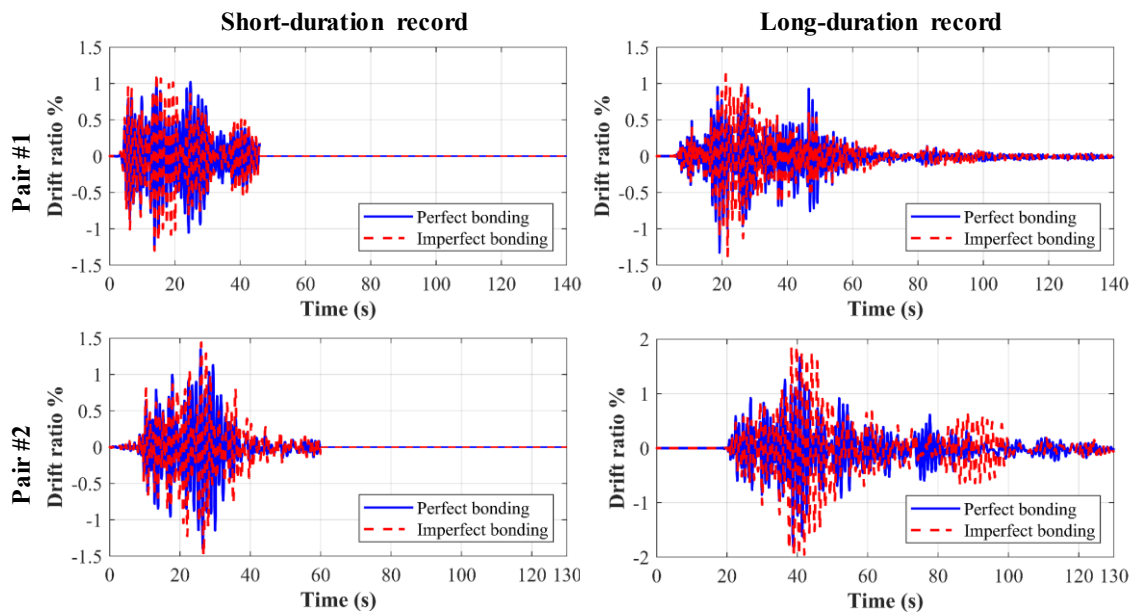 Short-duration record
Long-duration record
Pair #1
Drift ratio %
1.5
1
0.5
0
-0.5
-1
-1.5
Perfect bonding
Imperfect bonding
0 20 40 60 80 100 120 140
Time (s)
Drift ratio %
1.5
1
0.5
0
-0.5
-1
-1.5
Perfect bonding
Imperfect bonding
0 20 40 60 80 100 120 140
Time (s)
Pair #2
Drift ratio %
1.5
1
0.5
0
-0.5
-1
-1.5
Perfect bonding
Imperfect bonding
0 20 40 60 80 100 120 130
Time (s)
Drift ratio %
2
1
0
-1
-2
Perfect bonding
Imperfect bonding
0 20 40 60 80 100 120 130
Time (s)